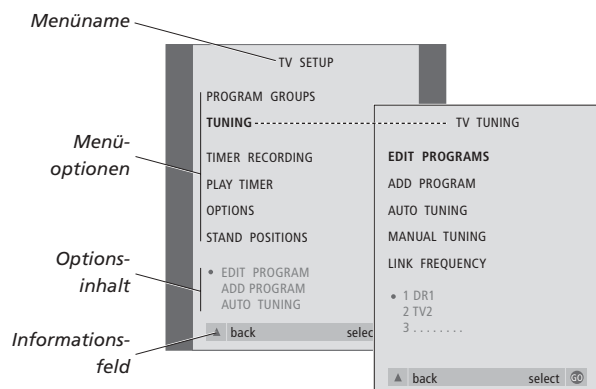 Menüname
TV SETUP
PROGRAM GROUPS
TUNING
TIMER RECORDING
PLAY TIMER
OPTIONS
STAND POSITIONS
• EDIT PROGRAM
ADD PROGRAM
AUTO TUNING
▲ back selec
Menü-
optionen
Options-
inhalt
Informations-
feld
TV TUNING
EDIT PROGRAMS
ADD PROGRAM
AUTO TUNING
MANUAL TUNING
LINK FREQUENCY
• 1 DR1
2 TV2
3 . . . . . . . .
▲ back select GO